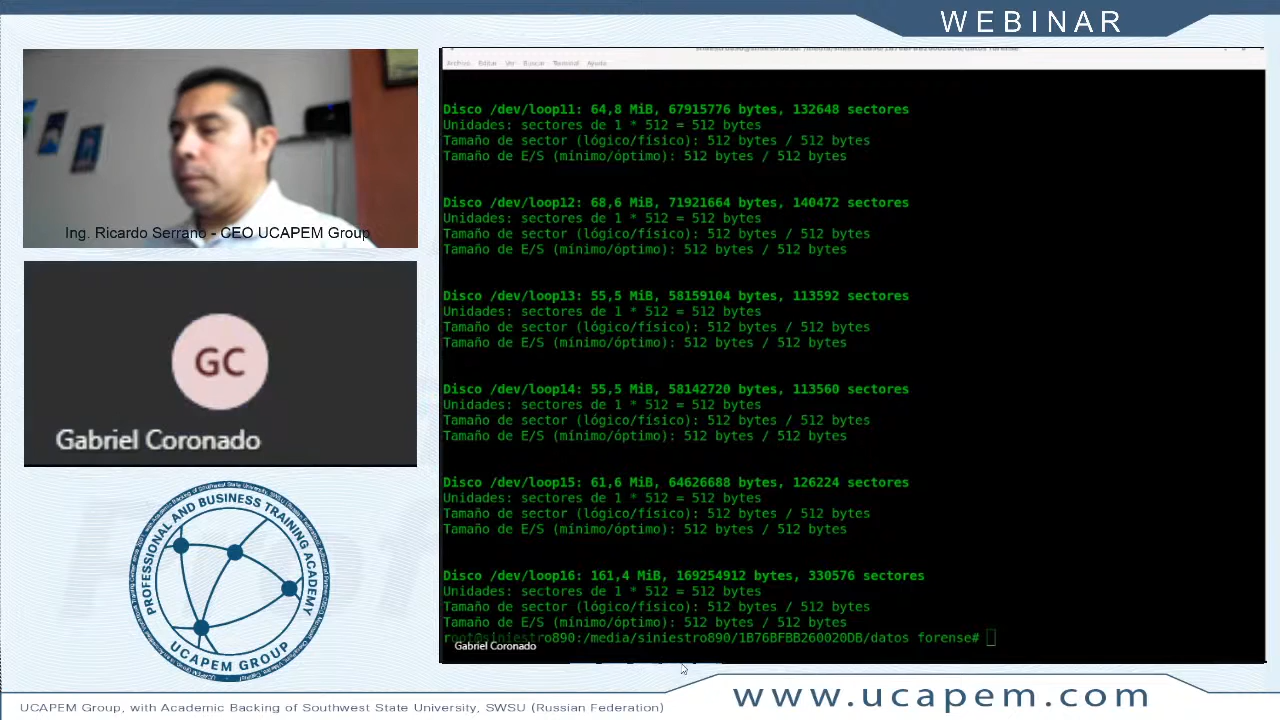 WEBINAR
Ing. Ricardo Serrano - CEO UCAPEM Group
GC
Gabriel Coronado
PROFESSIONAL AND BUSINESS TRAINING ACADEMY
UCAPEM GROUP
Archivo Editar Ver Buscar Terminal Ayuda
Disco /dev/loop11: 64,8 MiB, 67915776 bytes, 132648 sectores
Unidades: sectores de 1 * 512 = 512 bytes
Tamaño de sector (lógico/físico): 512 bytes / 512 bytes
Tamaño de E/S (mínimo/óptimo): 512 bytes / 512 bytes
Disco /dev/loop12: 68,6 MiB, 71921664 bytes, 140472 sectores
Unidades: sectores de 1 * 512 = 512 bytes
Tamaño de sector (lógico/físico): 512 bytes / 512 bytes
Tamaño de E/S (mínimo/óptimo): 512 bytes / 512 bytes
Disco /dev/loop13: 55,5 MiB, 58159104 bytes, 113592 sectores
Unidades: sectores de 1 * 512 = 512 bytes
Tamaño de sector (lógico/físico): 512 bytes / 512 bytes
Tamaño de E/S (mínimo/óptimo): 512 bytes / 512 bytes
Disco /dev/loop14: 55,5 MiB, 58142720 bytes, 113560 sectores
Unidades: sectores de 1 * 512 = 512 bytes
Tamaño de sector (lógico/físico): 512 bytes / 512 bytes
Tamaño de E/S (mínimo/óptimo): 512 bytes / 512 bytes
Disco /dev/loop15: 61,6 MiB, 64626688 bytes, 126224 sectores
Unidades: sectores de 1 * 512 = 512 bytes
Tamaño de sector (lógico/físico): 512 bytes / 512 bytes
Tamaño de E/S (mínimo/óptimo): 512 bytes / 512 bytes
Disco /dev/loop16: 161,4 MiB, 169254912 bytes, 330576 sectores
Unidades: sectores de 1 * 512 = 512 bytes
Tamaño de sector (lógico/físico): 512 bytes / 512 bytes
Tamaño de E/S (mínimo/óptimo): 512 bytes / 512 bytes
root@siniestro890:/media/siniestro890/1B76BFBB260020DB/datos forense#
Gabriel Coronado
www.ucapem.com
UCAPEM Group, with Academic Backing of Southwest State University, SWSU (Russian Federation)